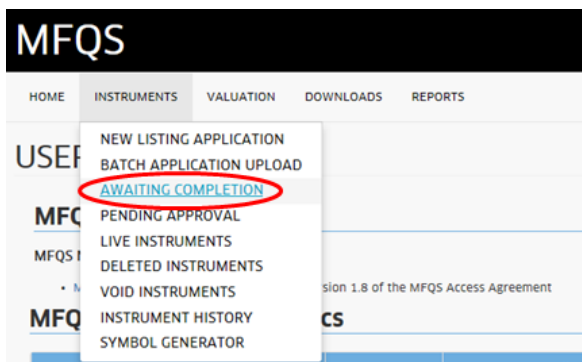 MFQS
HOME INSTRUMENTS VALUATION DOWNLOADS REPORTS
NEW LISTING APPLICATION
USER
BATCH APPLICATION UPLOAD
AWAITING COMPLETION
MFQ
PENDING APPROVAL
LIVE INSTRUMENTS
MFQS
DELETED INSTRUMENTS
VOID INSTRUMENTS
sion 1.8 of the MFQS Access Agreement
MFQ
INSTRUMENT HISTORY
cs
SYMBOL GENERATOR